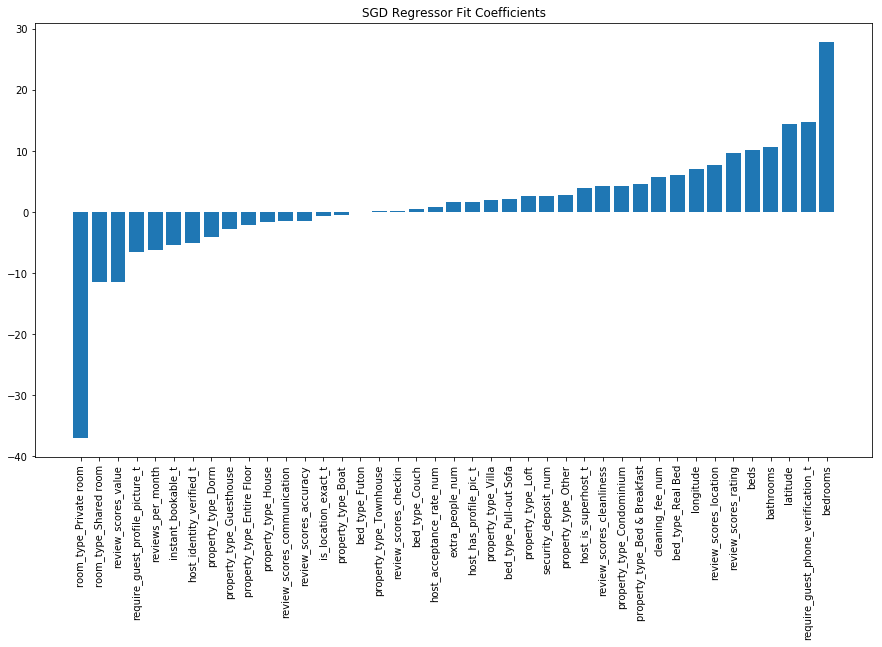 SGD Regressor Fit Coefficients
30
20
10
0
−10
−20
−30
−40
room_type_Private room
room_type_Shared room
review_scores_value
require_guest_profile_picture_t
reviews_per_month
instant_bookable_t
host_identity_verified_t
property_type_Dorm
property_type_Guesthouse
property_type_Entire Floor
property_type_House
review_scores_communication
review_scores_accuracy
is_location_exact_t
property_type_Boat
bed_type_Futon
property_type_Townhouse
review_scores_checkin
bed_type_Couch
host_acceptance_rate_num
extra_people_num
host_has_profile_pic_t
property_type_Villa
bed_type_Pull-out Sofa
property_type_Loft
security_deposit_num
property_type_Other
host_is_superhost_t
review_scores_cleanliness
property_type_Condominium
property_type_Bed & Breakfast
cleaning_fee_num
bed_type_Real Bed
longitude
review_scores_location
review_scores_rating
beds
bathrooms
latitude
require_guest_phone_verification_t
bedrooms